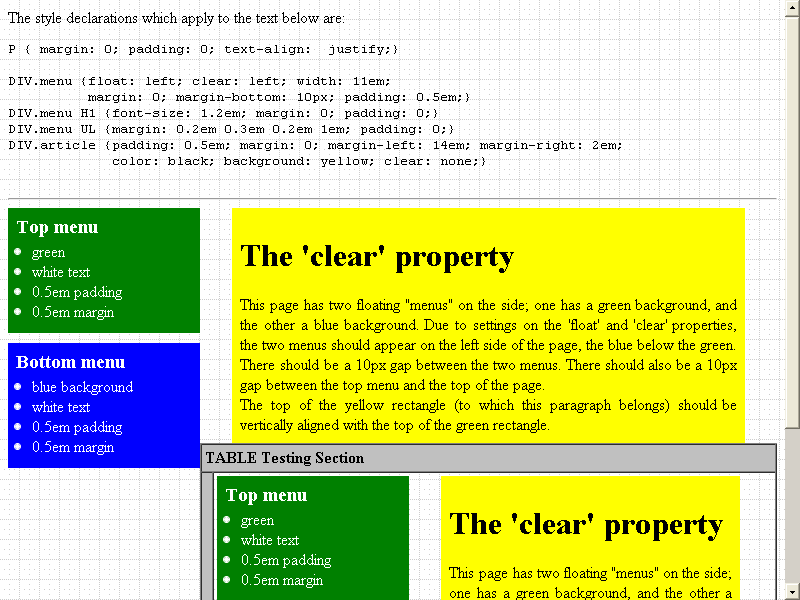 The style declarations which apply to the text below are:
P { margin: 0; padding: 0; text-align:  justify;}
DIV.menu {float: left; clear: left; width: 11em;
margin: 0; margin-bottom: 10px; padding: 0.5em;}
DIV.menu H1 {font-size: 1.2em; margin: 0; padding: 0;}
DIV.menu UL {margin: 0.2em 0.3em 0.2em 1em; padding: 0;}
DIV.article {padding: 0.5em; margin: 0; margin-left: 14em; margin-right: 2em;
color: black; background: yellow; clear: none;}
Top menu
green
white text
0.5em padding
0.5em margin
Bottom menu
blue background
white text
0.5em padding
0.5em margin
The 'clear' property
This page has two floating "menus" on the side; one has a green background, and
the other a blue background. Due to settings on the 'float' and 'clear' properties,
the two menus should appear on the left side of the page, the blue below the green.
There should be a 10px gap between the two menus. There should also be a 10px
gap between the top menu and the top of the page.
The top of the yellow rectangle (to which this paragraph belongs) should be
vertically aligned with the top of the green rectangle.
TABLE Testing Section
Top menu
green
white text
0.5em padding
0.5em margin
The 'clear' property
This page has two floating "menus" on the side;
one has a green background, and the other a